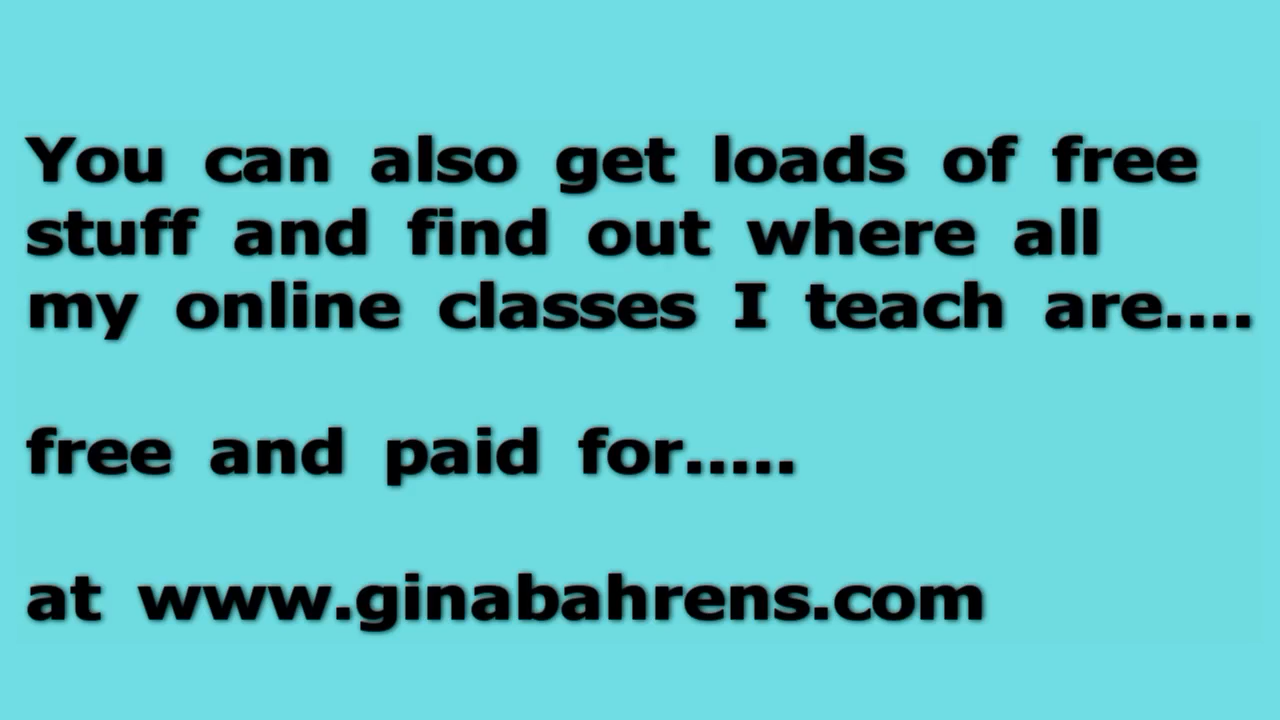 You can also get loads of free
stuff and find out where all
my online classes I teach are....
free and paid for.....
at www.ginabahrens.com